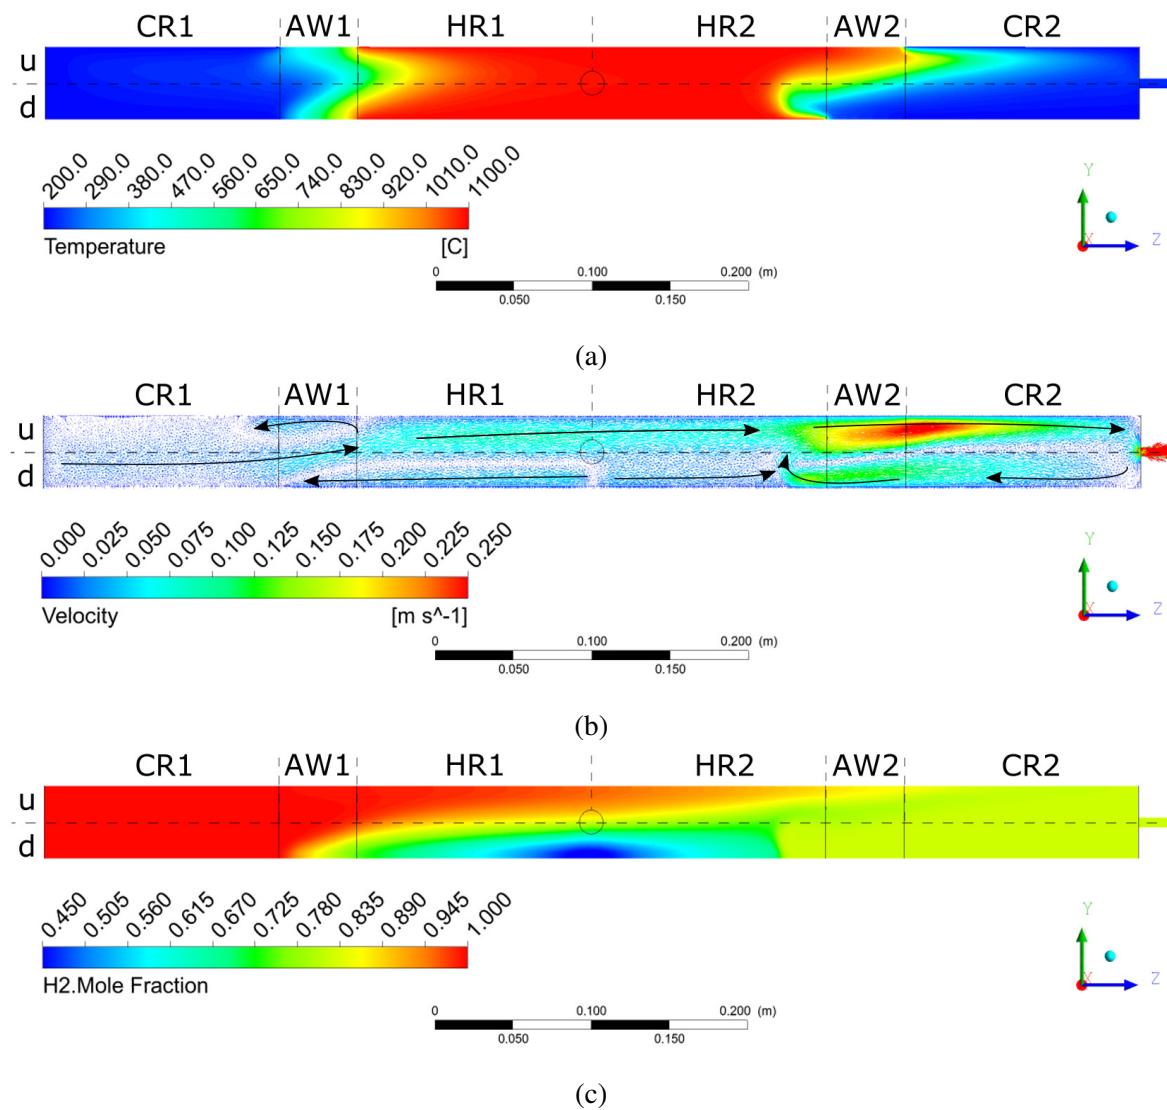 CR1 AW1 HR1 HR2 AW2 CR2
u
d
200.0 290.0 380.0 470.0 560.0 650.0 740.0 830.0 920.0 1010.0 1100.0
Temperature [C]
Y
X Z
0 0.100 0.200 (m)
0.050 0.150
(a)
CR1 AW1 HR1 HR2 AW2 CR2
u
d
0.000 0.025 0.050 0.075 0.100 0.125 0.150 0.175 0.200 0.225 0.250
Velocity [m s^-1]
Y
X Z
0 0.100 0.200 (m)
0.050 0.150
(b)
CR1 AW1 HR1 HR2 AW2 CR2
u
d
0.450 0.505 0.560 0.615 0.670 0.725 0.780 0.835 0.890 0.945 1.000
H2.Mole Fraction
Y
X Z
0 0.100 0.200 (m)
0.050 0.150
(c)